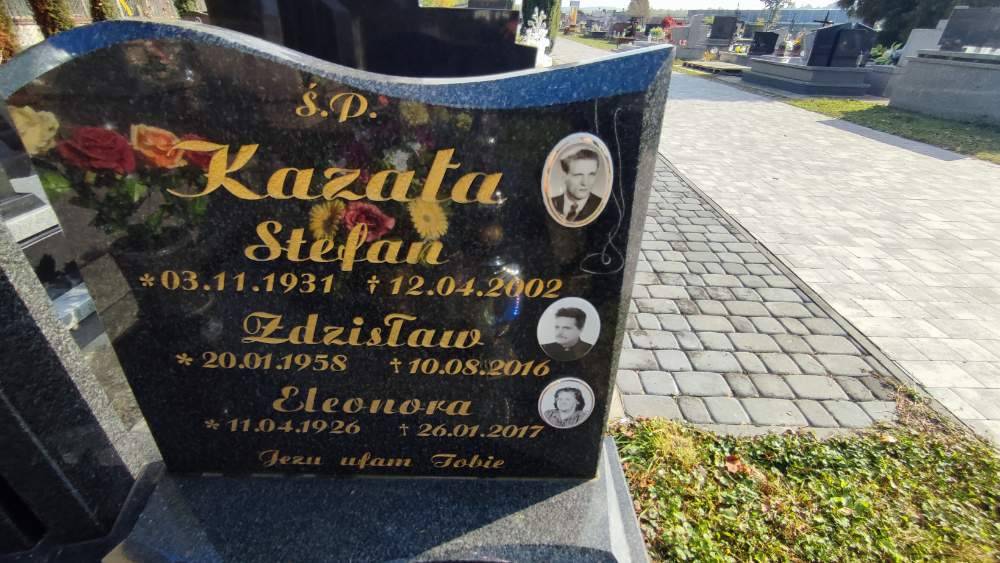 ś.p.
Kazała
Stefan
* 03.11.1931 † 12.04.2002
Zdzisław
* 20.01.1958 † 10.08.2016
Eleonora
* 11.04.1926 † 26.01.2017
Jezu ufam Tobie